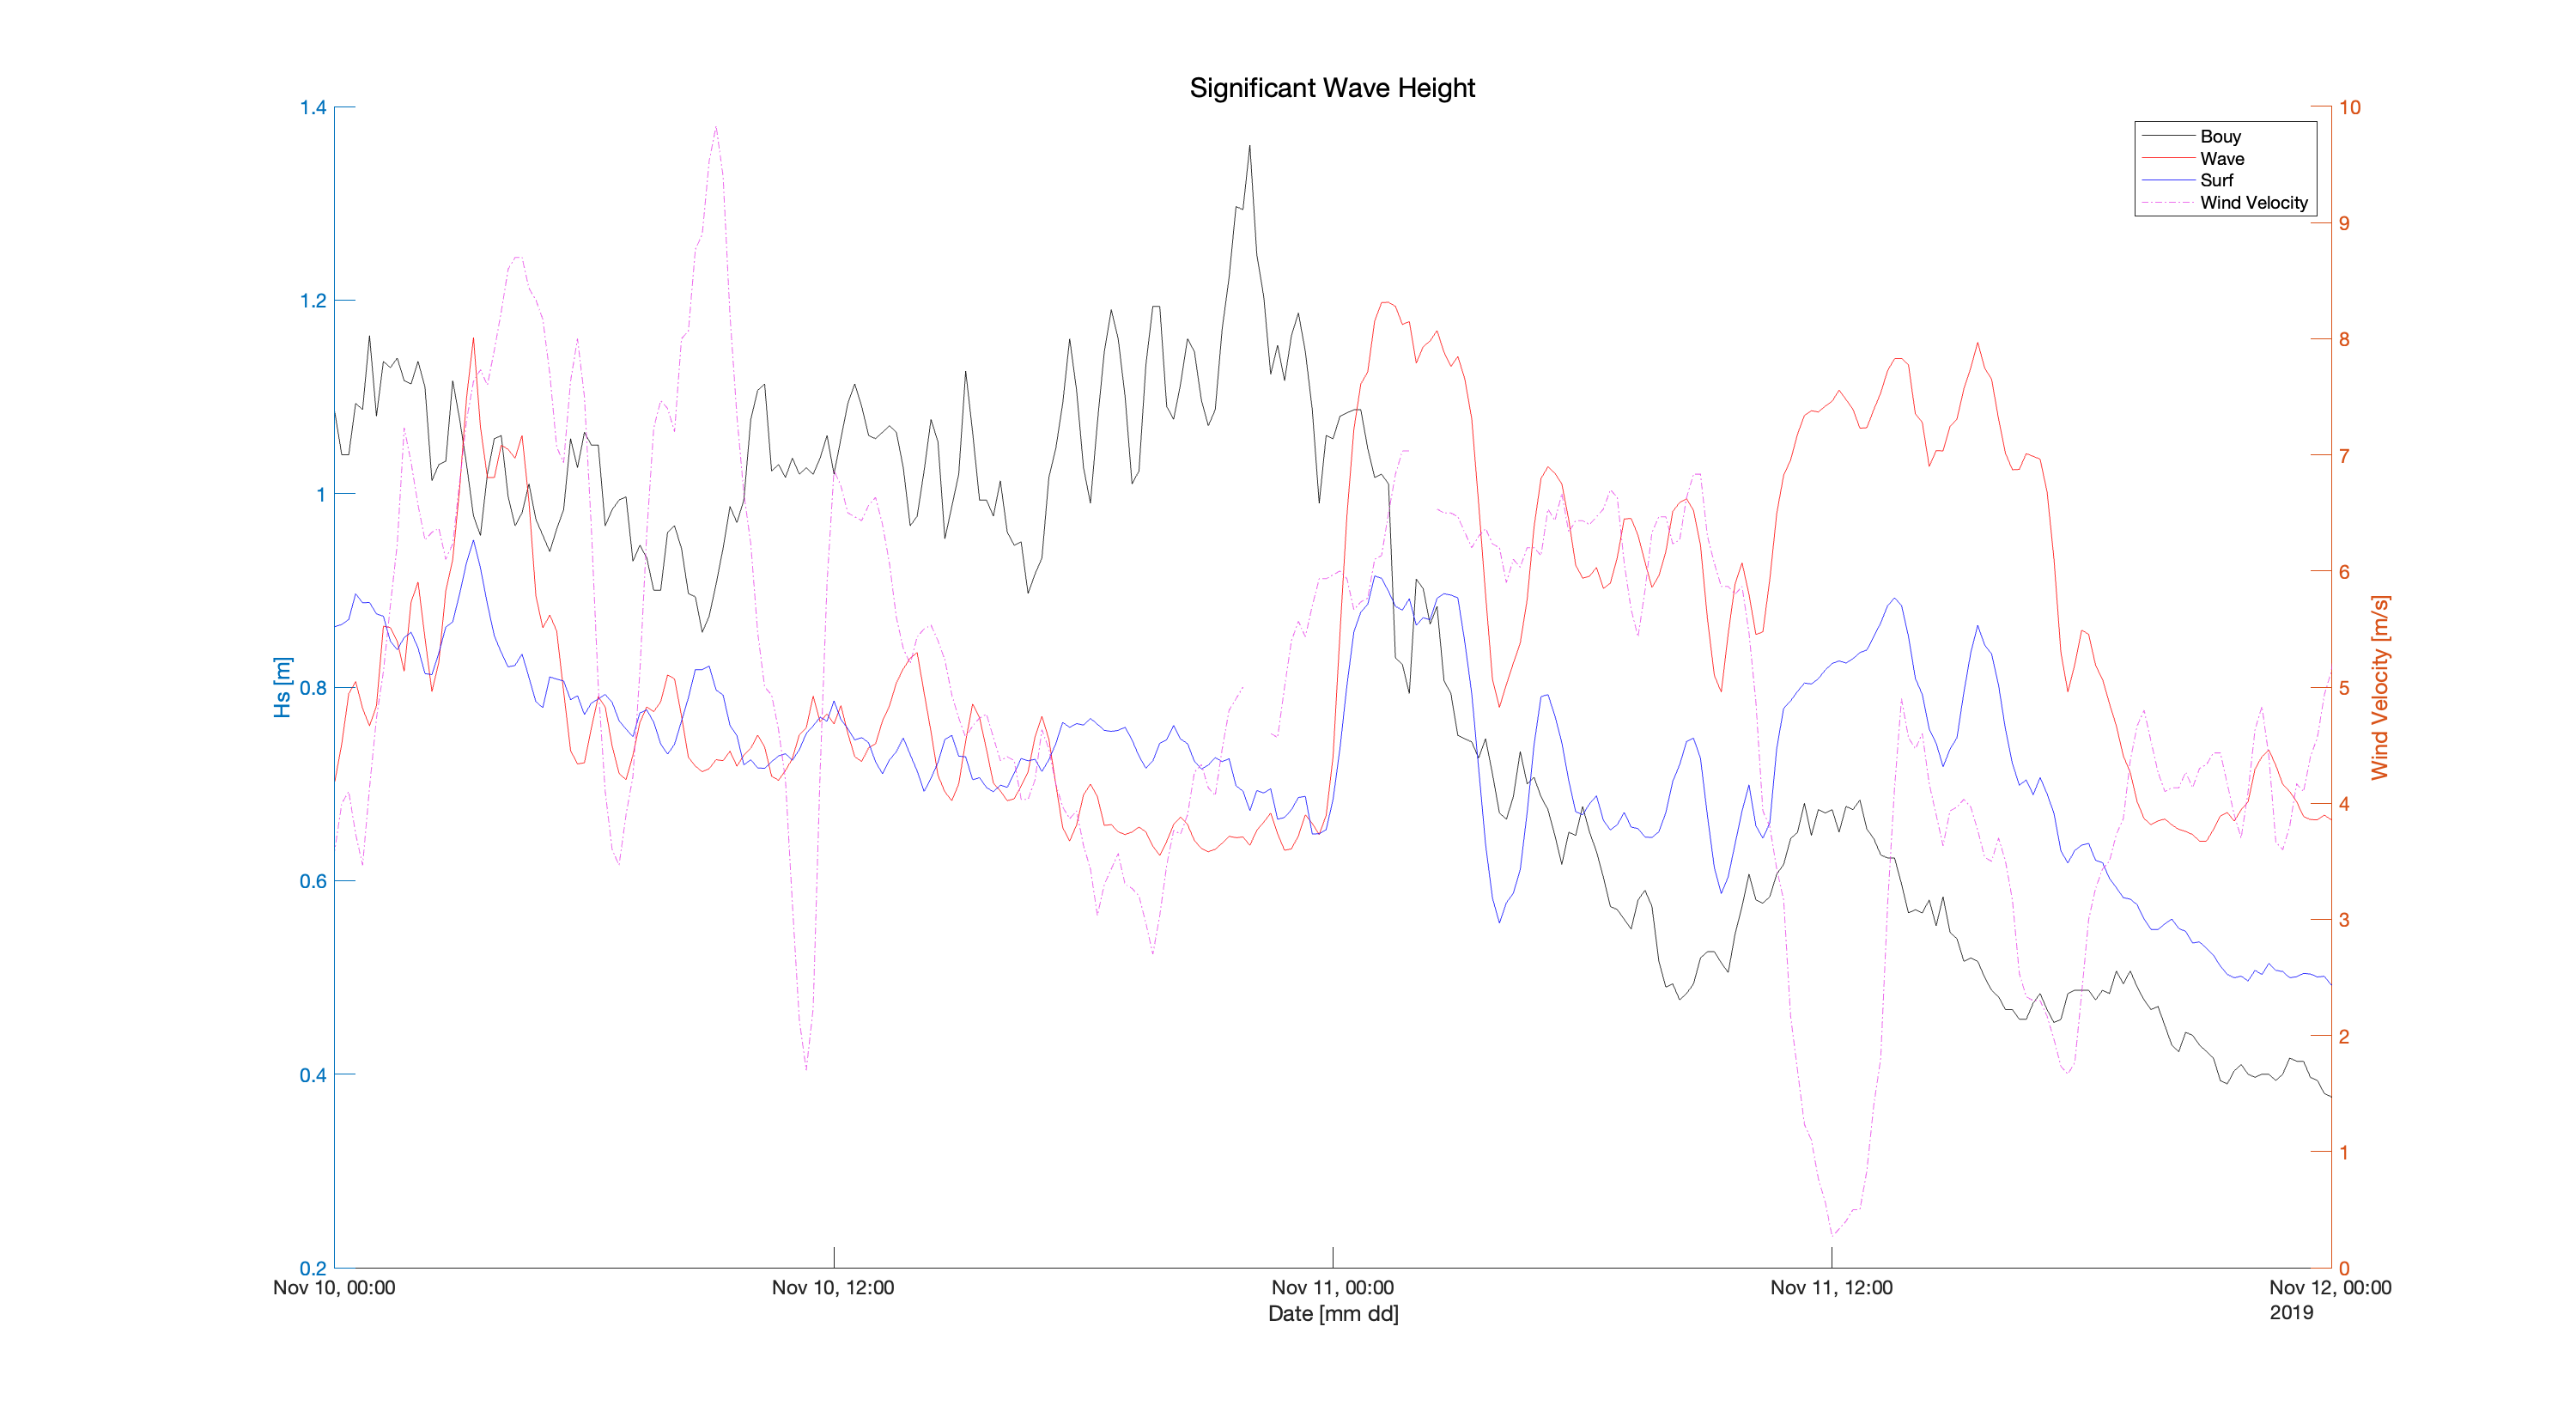 Significant Wave Height
1.4
1.2
1
0.8
0.6
0.4
0.2
Hs [m]
10
9
8
7
6
5
4
3
2
1
0
Wind Velocity [m/s]
Bouy
Wave
Surf
Wind Velocity
Nov 10, 00:00
Nov 10, 12:00
Nov 11, 00:00
Nov 11, 12:00
Nov 12, 00:00
2019
Date [mm dd]